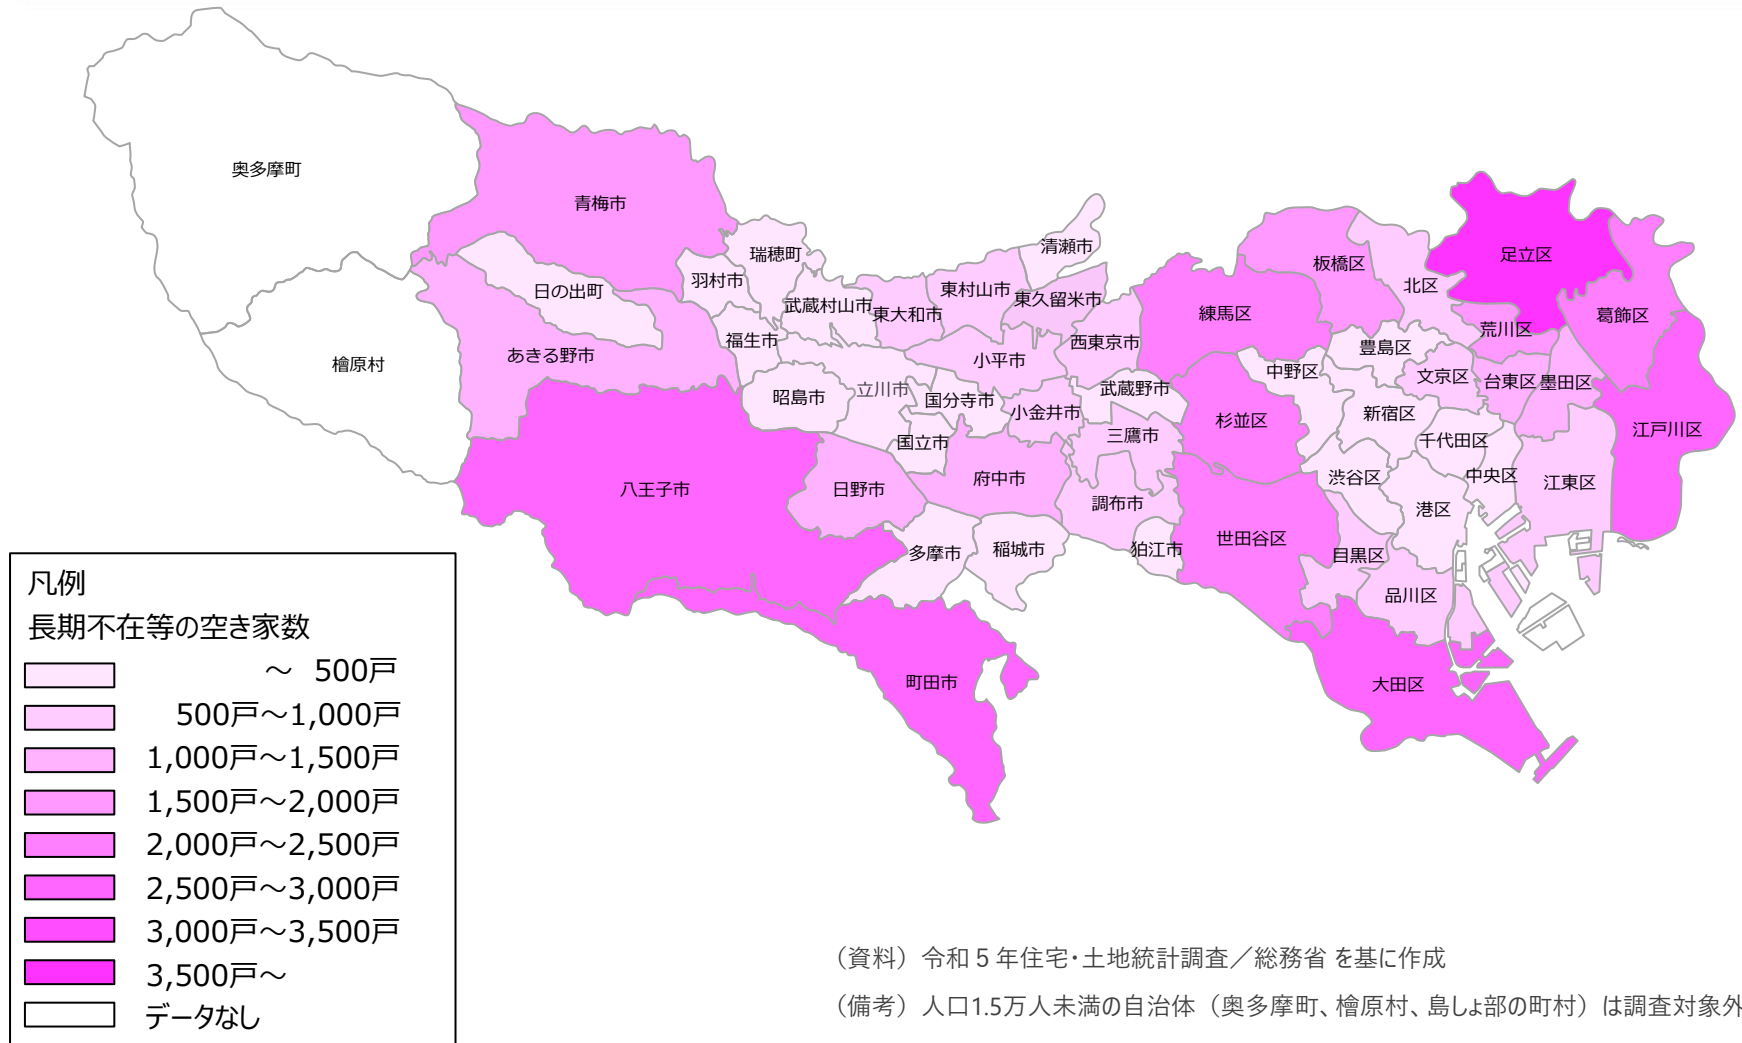 奥多摩町
青梅市
清瀬市
瑞穂町
足立区
板橋区
羽村市
日の出町
北区
東村山市
東久留米市
武蔵村山市
東大和市
練馬区
葛飾区
荒川区
福生市
西東京市
豊島区
あきる野市
檜原村
小平市
中野区
文京区
台東区
墨田区
昭島市
立川市
国分寺市
武蔵野市
小金井市
新宿区
杉並区
江戸川区
国立市
三鷹市
千代田区
八王子市
日野市
府中市
渋谷区
中央区
江東区
調布市
港区
世田谷区
多摩市
稲城市
狛江市
目黒区
品川区
町田市
大田区
凡例
長期不在等の空き家数
～ 500戸
500戸～1,000戸
1,000戸～1,500戸
1,500戸～2,000戸
2,000戸～2,500戸
2,500戸～3,000戸
3,000戸～3,500戸
3,500戸～
データなし
（資料）令和５年住宅・土地統計調査／総務省 を基に作成
（備考）人口1.5万人未満の自治体（奥多摩町、檜原村、島しょ部の町村）は調査対象外